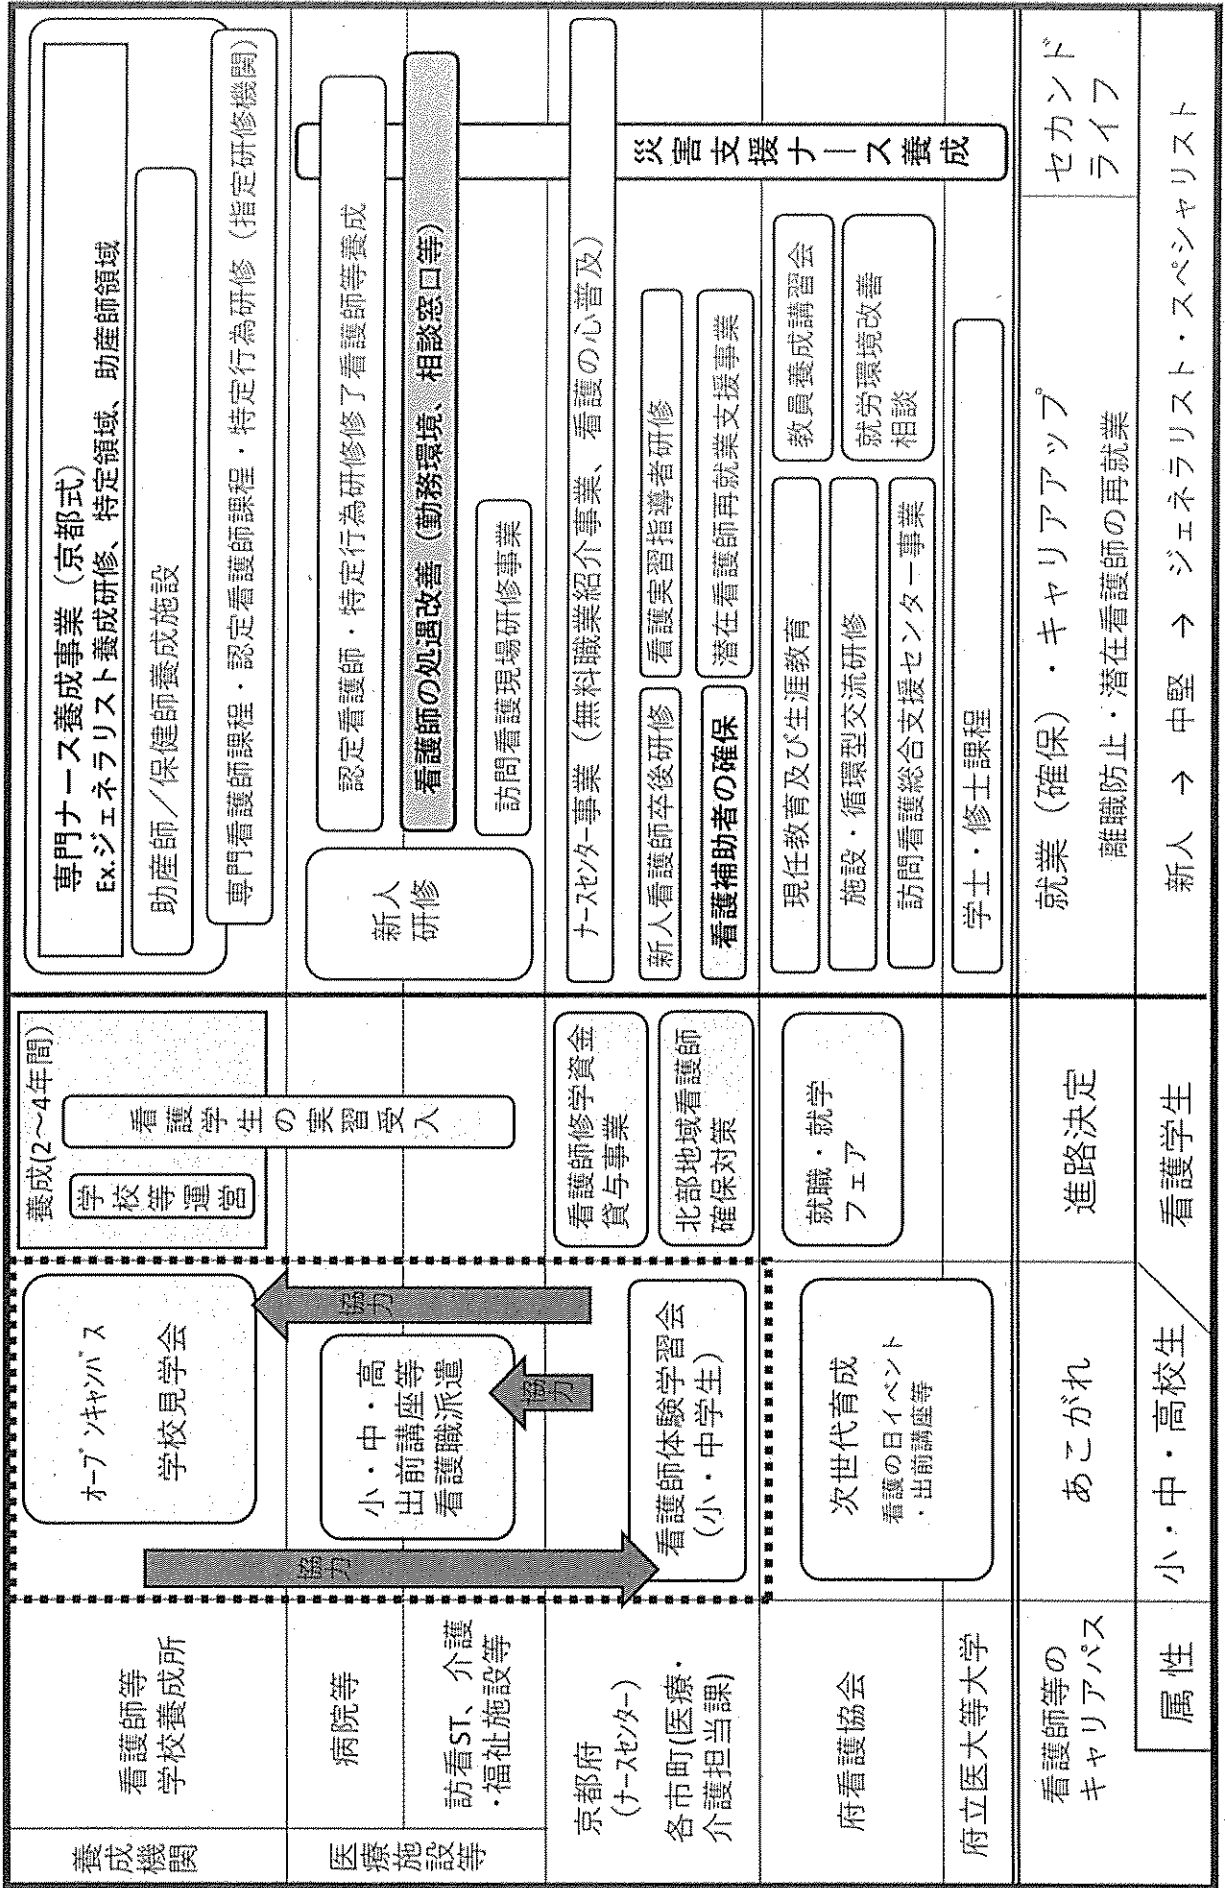 養成機関
看護師等
学校養成所
オープンキャンパス
学校見学会
養成(2～4年間)
学校等運営
看護学生の実習受入
専門ナース養成事業（京都式）
Ex.ジェネラリスト養成研修、特定領域、助産師領域
助産師／保健師養成施設
専門看護師課程・認定看護師課程・特定行為研修（指定研修機関）
医療施設等
病院等
訪看ST、介護
・福祉施設等
協力
小・中・高
出前講座等
看護職派遣
協力
協力
新人
研修
認定看護師・特定行為研修修了看護師等養成
看護師の処遇改善（勤務環境、相談窓口等）
訪問看護現場研修事業
京都府
(ナースセンター)
各市町(医療・
介護担当課)
看護師体験学習会
(小・中学生)
看護師修学資金
貸与事業
北部地域看護師
確保対策
ナースセンター事業（無料職業紹介事業、看護の心普及）
新人看護師卒後研修
看護実習指導者研修
看護補助者の確保
潜在看護師再就業支援事業
災害支援ナース養成
府看護協会
次世代育成
看護の日イベント
・出前講座等
就職・就学
フェア
現任教育及び生涯教育
教員養成講習会
施設・循環型交流研修
就労環境改善
相談
訪問看護総合支援センター事業
府立医大等大学
学士・修士課程
看護師等の
キャリアパス
あこがれ
進路決定
就業（確保）・キャリアアップ
離職防止・潜在看護師の再就業
セカンド
ライフ
属性
小・中・高校生
看護学生
新人 → 中堅 → ジェネラリスト・スペシャリスト